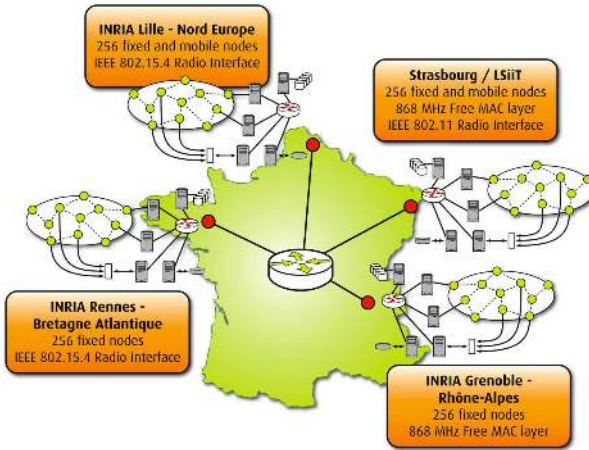 INRIA Lille - Nord Europe
256 fixed and mobile nodes
IEEE 802.15.4 Radio Interface
Strasbourg / LSiiT
256 fixed and mobile nodes
868 MHz Free MAC layer
IEEE 802.11 Radio Interface
INRIA Rennes -
Bretagne Atlantique
256 fixed nodes
IEEE 802.15.4 Radio Interface
INRIA Grenoble -
Rhône-Alpes
256 fixed nodes
868 MHz Free MAC layer